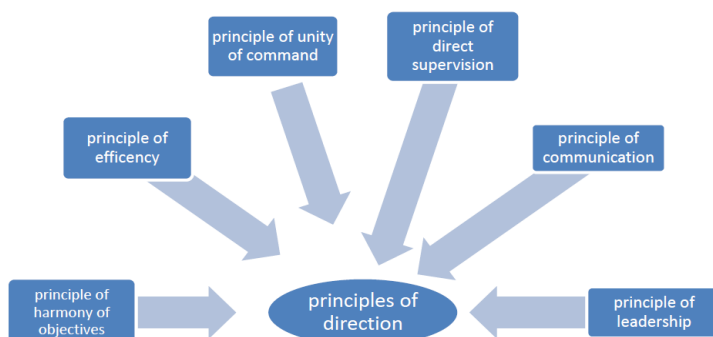 principle of unity
of command
principle of
direct
supervision
principle of
efficency
principle of
communication
principle of
harmony of
objectives
principles of
direction
principle of
leadership